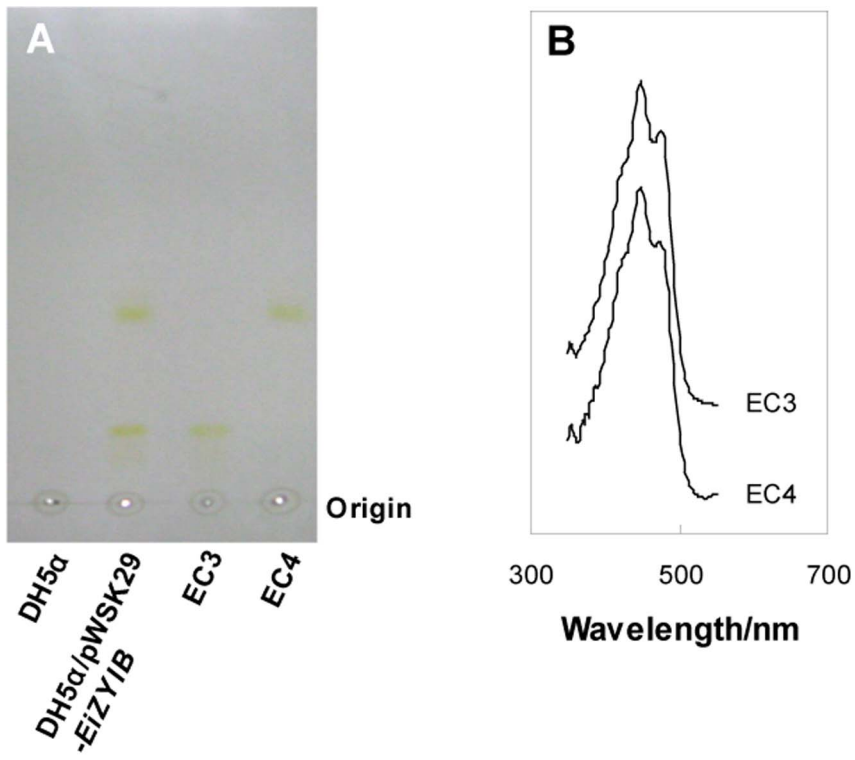 A
Origin
DH5α
DH5α/pWSK29
-EiZYIB
EC3
EC4
B
EC3
EC4
300
500
700
Wavelength/nm